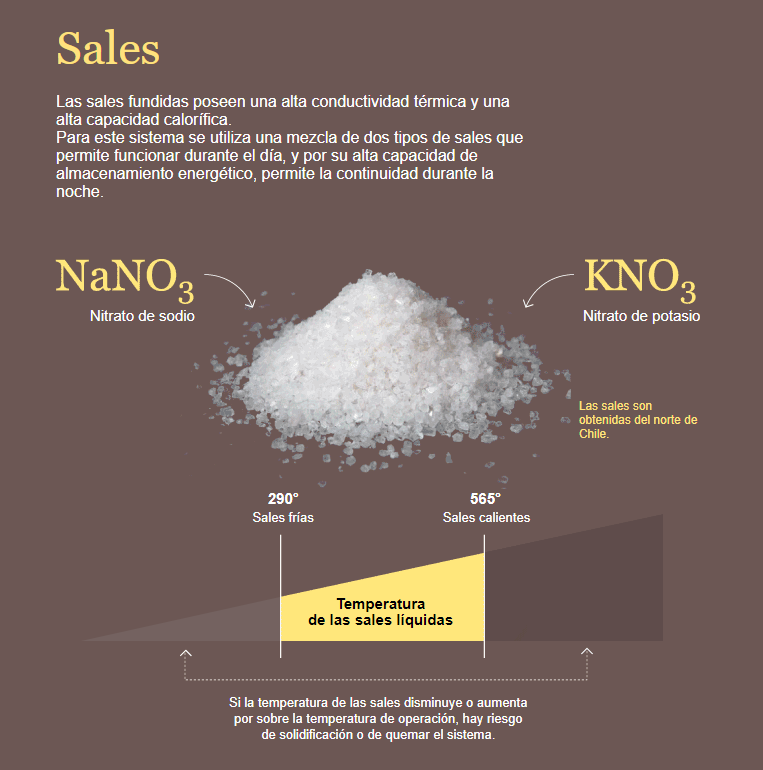 Sales
Las sales fundidas poseen una alta conductividad térmica y una
alta capacidad calorífica.
Para este sistema se utiliza una mezcla de dos tipos de sales que
permite funcionar durante el día, y por su alta capacidad de
almacenamiento energético, permite la continuidad durante la
noche.
NaNO₃
Nitrato de sodio
KNO₃
Nitrato de potasio
Las sales son
obtenidas del norte de
Chile.
290°
Sales frías
565°
Sales calientes
Temperatura
de las sales líquidas
Si la temperatura de las sales disminuye o aumenta
por sobre la temperatura de operación, hay riesgo
de solidificación o de quemar el sistema.